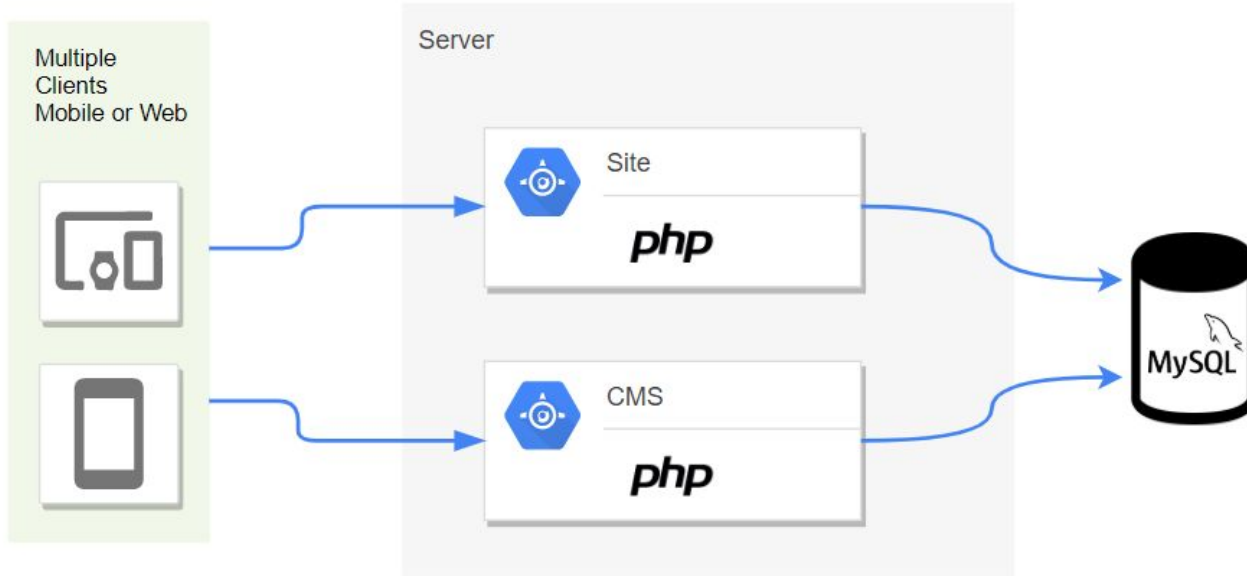 Multiple
Clients
Mobile or Web
Server
Site
php
CMS
php
MySQL